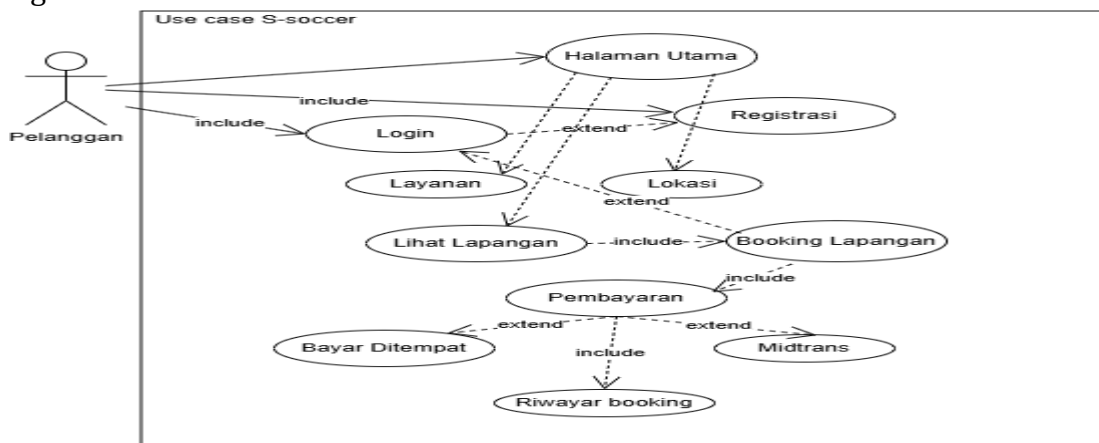 Use case S-soccer
Halaman Utama
include
Registrasi
Pelanggan
include
Login
extend
Layanan
Lokasi
extend
Lihat Lapangan
include
Booking Lapangan
include
Pembayaran
extend
extend
Bayar Ditempat
include
Midtrans
Riwayar booking